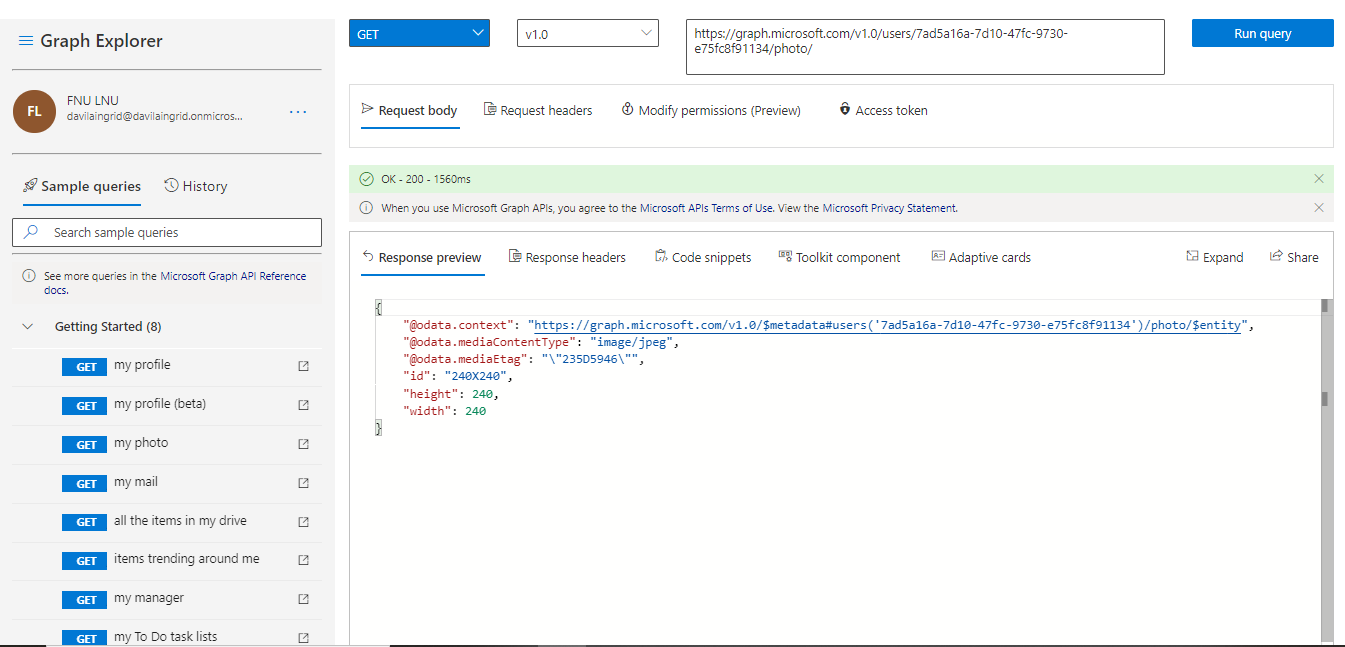 Graph Explorer
FL
FNU LNU
davilaingrid@davilaingrid.onmicros...
...
Sample queries
History
Search sample queries
See more queries in the Microsoft Graph API Reference
docs.
Getting Started (8)
GET my profile
GET my profile (beta)
GET my photo
GET my mail
GET all the items in my drive
GET items trending around me
GET my manager
GET my To Do task lists
GET
v1.0
https://graph.microsoft.com/v1.0/users/7ad5a16a-7d10-47fc-9730-
e75fc8f91134/photo/
Run query
Request body
Request headers
Modify permissions (Preview)
Access token
OK - 200 - 1560ms
When you use Microsoft Graph APIs, you agree to the Microsoft APIs Terms of Use. View the Microsoft Privacy Statement.
Response preview
Response headers
Code snippets
Toolkit component
Adaptive cards
Expand
Share
{
"@odata.context": "https://graph.microsoft.com/v1.0/$metadata#users('7ad5a16a-7d10-47fc-9730-e75fc8f91134')/photo/$entity",
"@odata.mediaContentType": "image/jpeg",
"@odata.mediaEtag": "\"235D5946\"",
"id": "240X240",
"height": 240,
"width": 240
}